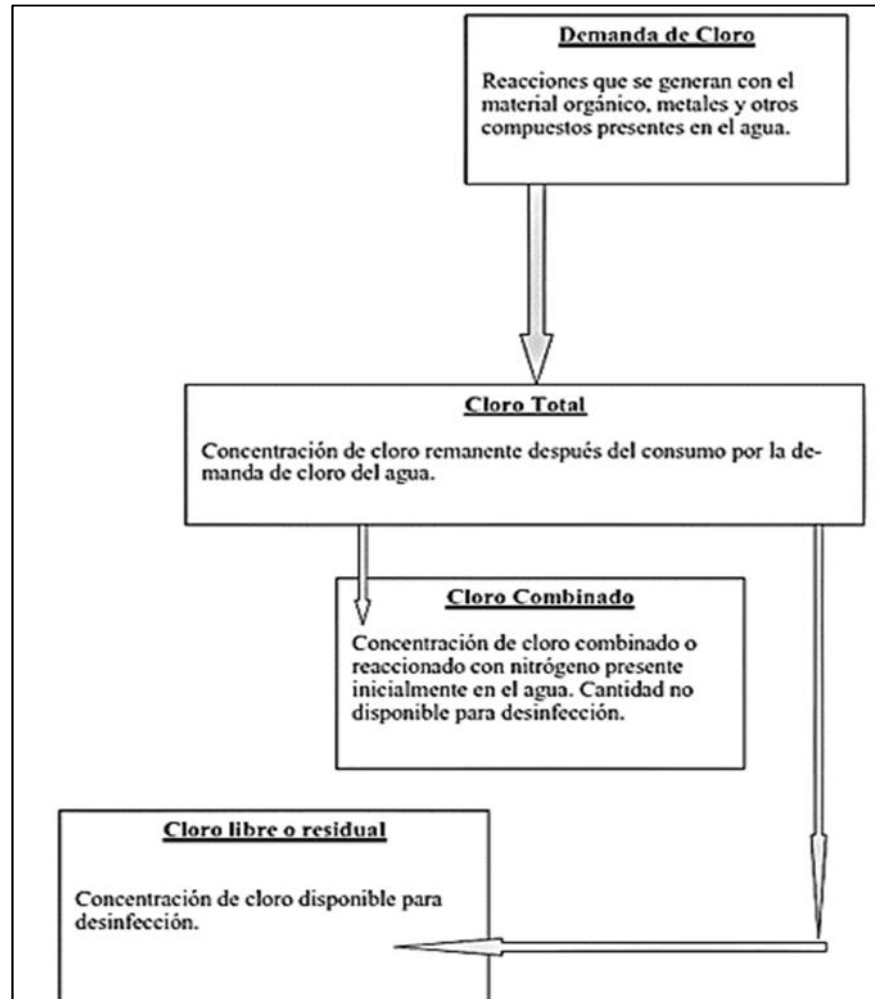 Demanda de Cloro
Reacciones que se generan con el
material orgánico, metales y otros
compuestos presentes en el agua.
Cloro Total
Concentración de cloro remanente después del consumo por la de-
manda de cloro del agua.
Cloro Combinado
Concentración de cloro combinado o
reaccionado con nitrógeno presente
inicialmente en el agua. Cantidad no
disponible para desinfección.
Cloro libre o residual
Concentración de cloro disponible para
desinfección.